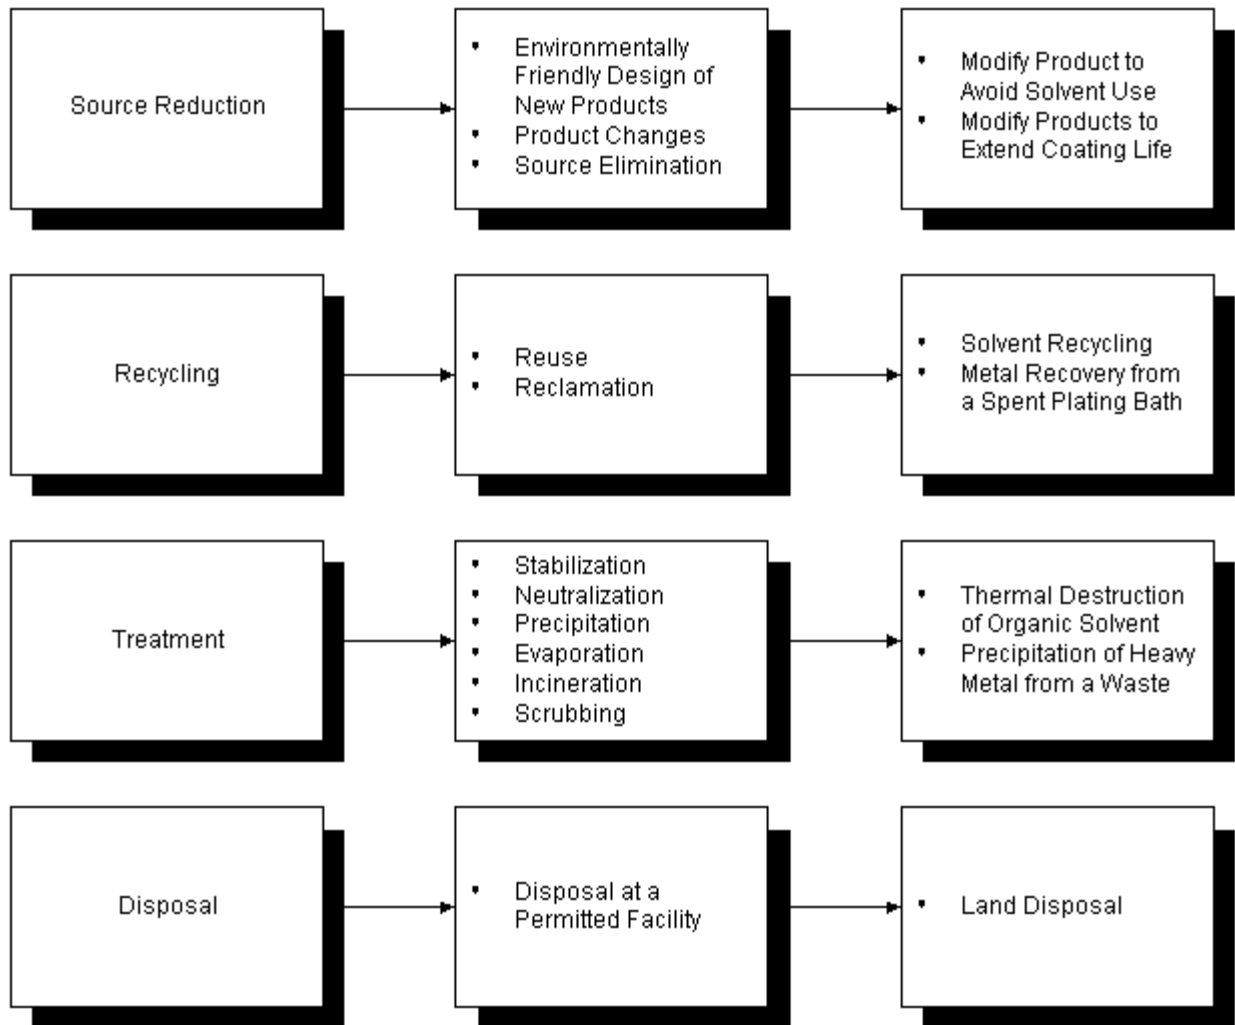 Source Reduction
• Environmentally
Friendly Design of
New Products
• Product Changes
• Source Elimination
• Modify Product to
Avoid Solvent Use
• Modify Products to
Extend Coating Life
Recycling
• Reuse
• Reclamation
• Solvent Recycling
• Metal Recovery from
a Spent Plating Bath
Treatment
• Stabilization
• Neutralization
• Precipitation
• Evaporation
• Incineration
• Scrubbing
• Thermal Destruction
of Organic Solvent
• Precipitation of Heavy
Metal from a Waste
Disposal
• Disposal at a
Permitted Facility
• Land Disposal